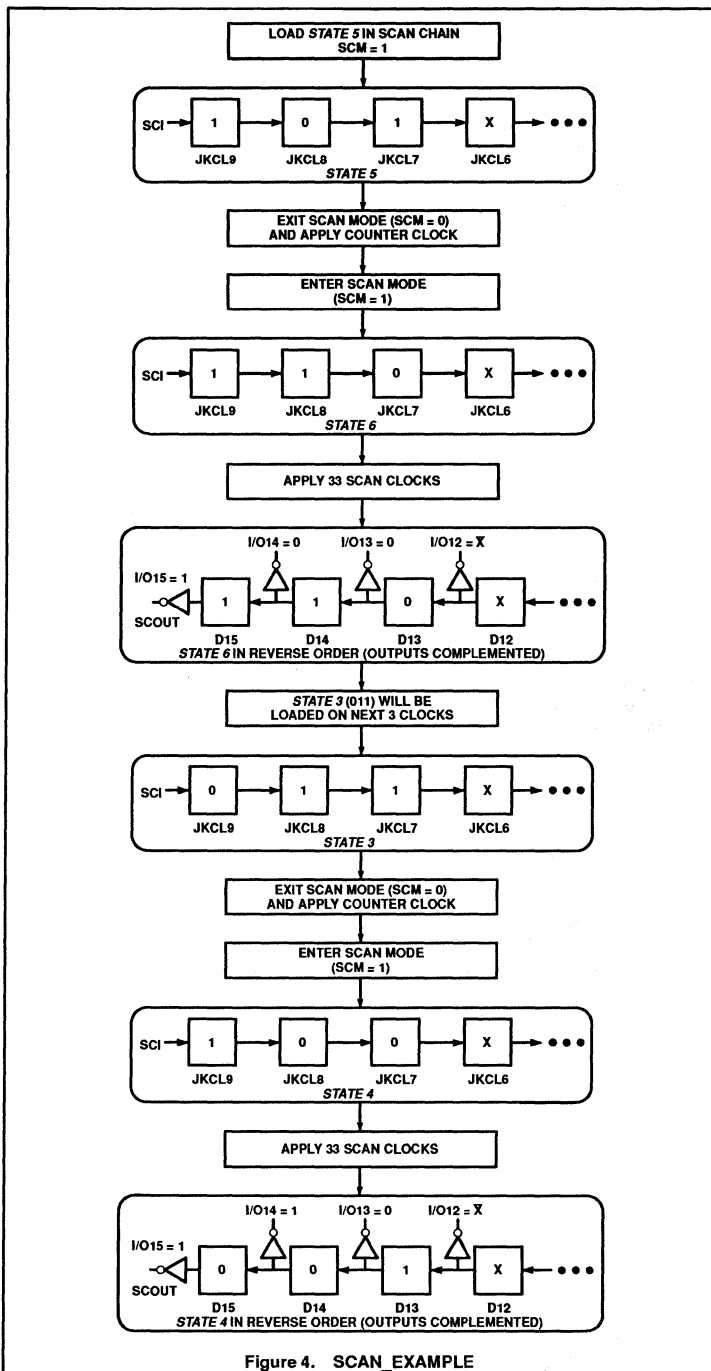 LOAD STATE 5 IN SCAN CHAIN
SCM = 1
SCI 1 0 1 X
JKCL9 JKCL8 JKCL7 JKCL6
STATE 5
EXIT SCAN MODE (SCM = 0)
AND APPLY COUNTER CLOCK
ENTER SCAN MODE
(SCM = 1)
SCI 1 1 0 X
JKCL9 JKCL8 JKCL7 JKCL6
STATE 6
APPLY 33 SCAN CLOCKS
I/O14 = 0 I/O13 = 0 I/O12 = X̅
I/O15 = 1
1 1 0 X
SCOUT
D15 D14 D13 D12
STATE 6 IN REVERSE ORDER (OUTPUTS COMPLEMENTED)
STATE 3 (011) WILL BE
LOADED ON NEXT 3 CLOCKS
SCI 0 1 1 X
JKCL9 JKCL8 JKCL7 JKCL6
STATE 3
EXIT SCAN MODE (SCM = 0)
AND APPLY COUNTER CLOCK
ENTER SCAN MODE
(SCM = 1)
SCI 1 0 0 X
JKCL9 JKCL8 JKCL7 JKCL6
STATE 4
APPLY 33 SCAN CLOCKS
I/O14 = 1 I/O13 = 0 I/O12 = X̅
I/O15 = 1
0 0 1 X
SCOUT
D15 D14 D13 D12
STATE 4 IN REVERSE ORDER (OUTPUTS COMPLEMENTED)
Figure 4. SCAN_EXAMPLE